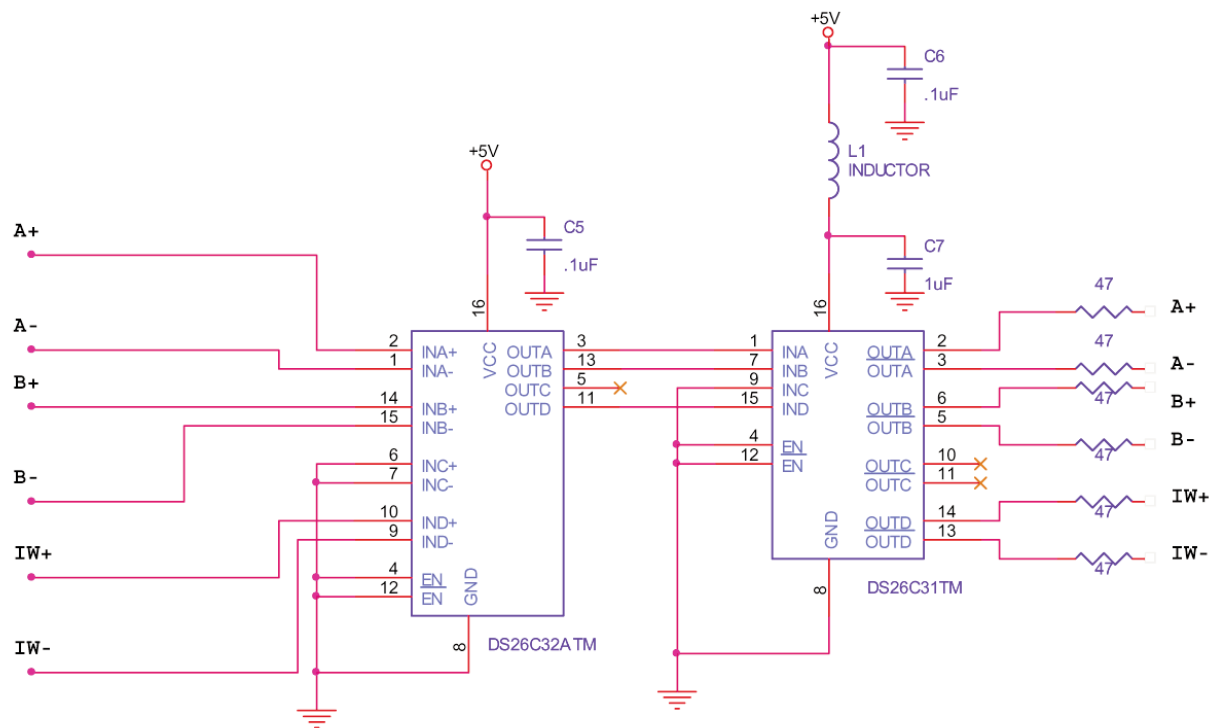 +5V
C6
.1uF
L1
INDUCTOR
+5V
C5
.1uF
C7
1uF
A+
A-
B+
B-
IW+
IW-
16
2 INA+
1 INA-
14 INB+
15 INB-
6 INC+
7 INC-
10 IND+
9 IND-
4 EN
12 EN
VCC
GND
OUTA 3
OUTB 13
OUTC 5
OUTD 11
8
DS26C32ATM
16
1 INA
7 INB
9 INC
15 IND
4 EN
12 EN
VCC
GND
OUTA 2
OUTA 3
OUTB 6
OUTB 5
OUTC 10
OUTC 11
OUTD 14
OUTD 13
8
DS26C31TM
47
A+
47
A-
47
B+
47
B-
47
IW+
47
IW-